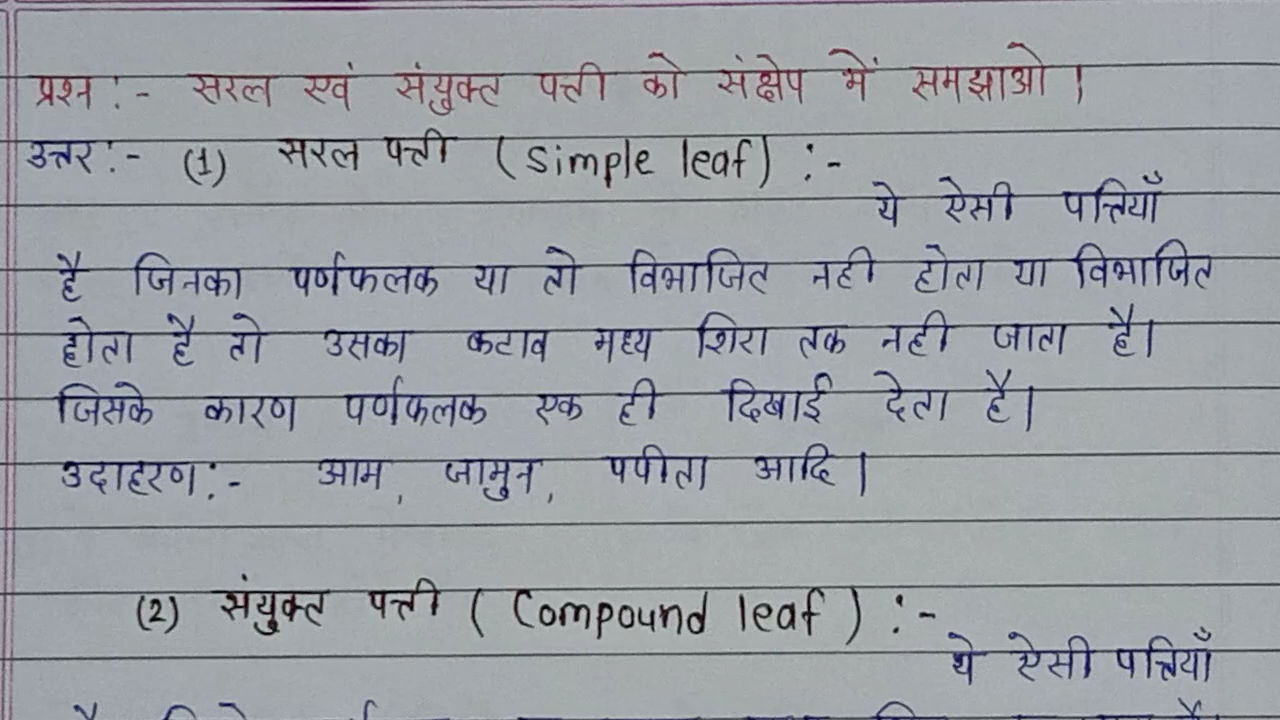 प्रश्न :- सरल एवं संयुक्त पत्ती को संक्षेप में समझाओ ।
उत्तर :- (1) सरल पत्ती (simple leaf) :-
ये ऐसी पत्तियाँ
है जिनका पर्णफलक या तो विभाजित नही होता या विभाजित
होता है तो उसका कटाव मध्य शिरा तक नही जाता है।
जिसके कारण पर्णफलक एक ही दिखाई देता है।
उदाहरण :- आम, जामुन, पपीता आदि ।
(2) संयुक्त पत्ती (Compound leaf) :-
ये ऐसी पत्तियाँ